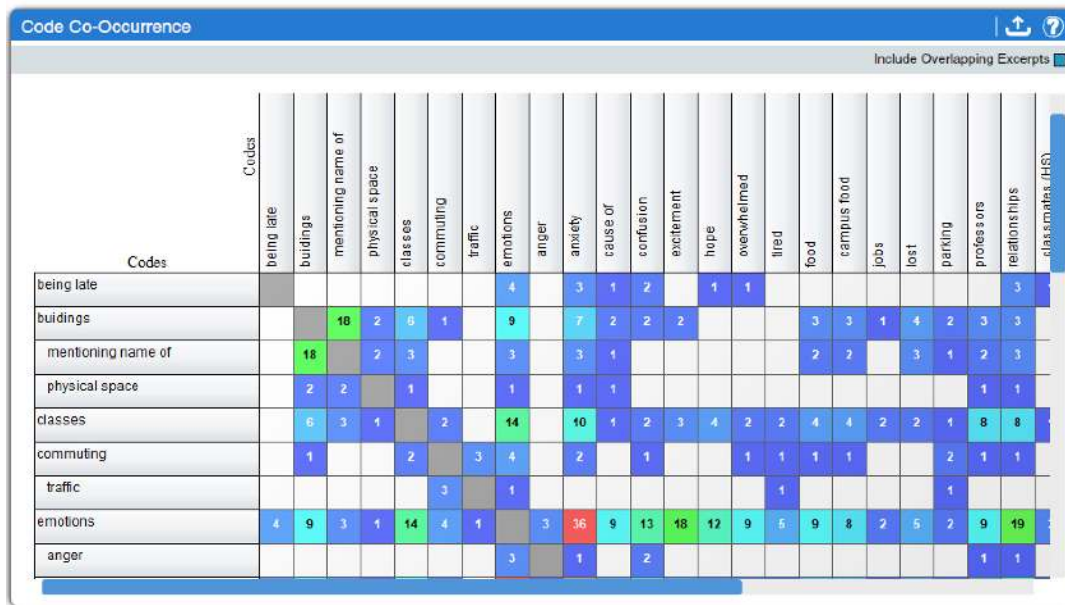 Code Co-Occurrence
?
Include Overlapping Excerpts
Codes
being late
buidings
mentioning name of
physical space
classes
commuting
traffic
emotions
anger
anxiety
cause of
confusion
excitement
hope
overwhelmed
tired
food
campus food
jobs
lost
parking
professors
relationships
classmates (HS)
Codes
being late 4 3 1 2 1 1 3
buidings 18 2 6 1 9 7 2 2 2 3 3 1 4 2 3 3
mentioning name of 18 2 3 3 3 1 2 2 3 1 2 3
physical space 2 2 1 1 1 1 1 1
classes 6 3 1 2 14 10 1 2 3 4 2 2 4 4 2 2 1 8 8
commuting 1 2 3 4 2 1 1 1 1 1 2 1 1
traffic 3 1 1 1
emotions 4 9 3 1 14 4 1 3 36 9 13 18 12 9 5 9 8 2 5 2 9 19
anger 3 1 2 1 1